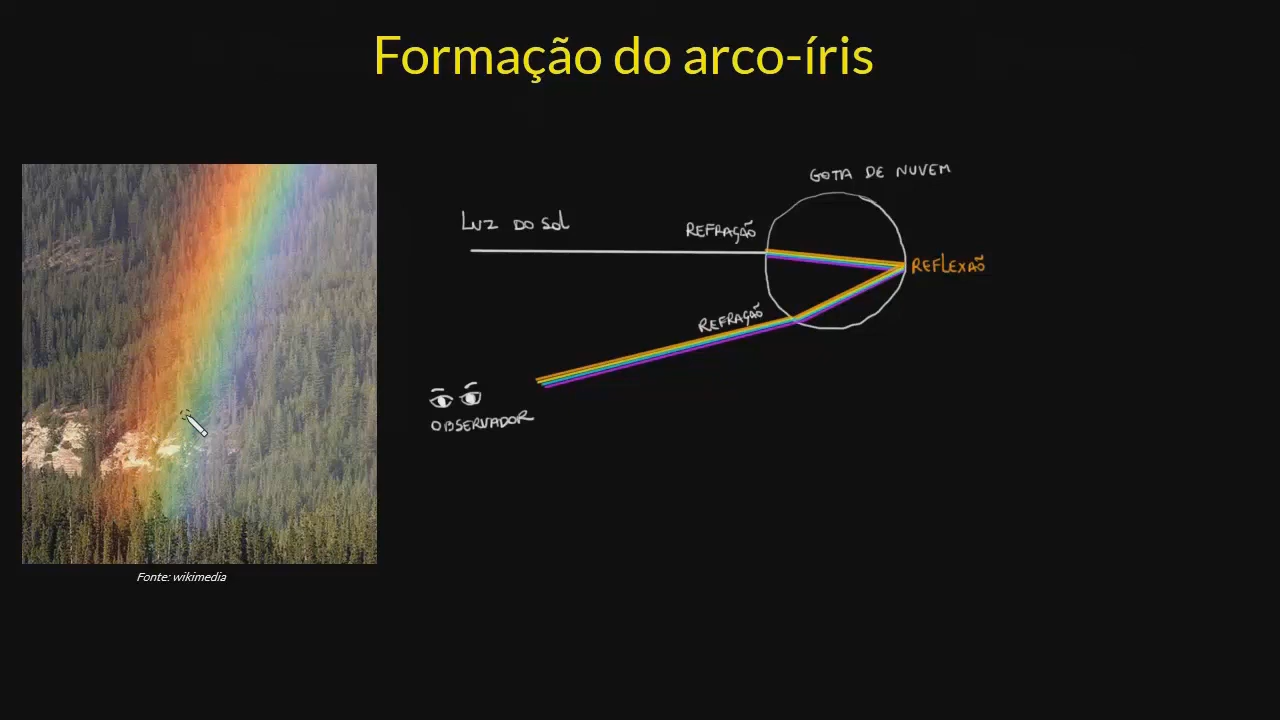 Formação do arco-íris
GOTA DE NUVEM
LUZ DO SOL
REFRAÇÃO
REFLEXÃO
REFRAÇÃO
OBSERVADOR
Fonte: wikimedia